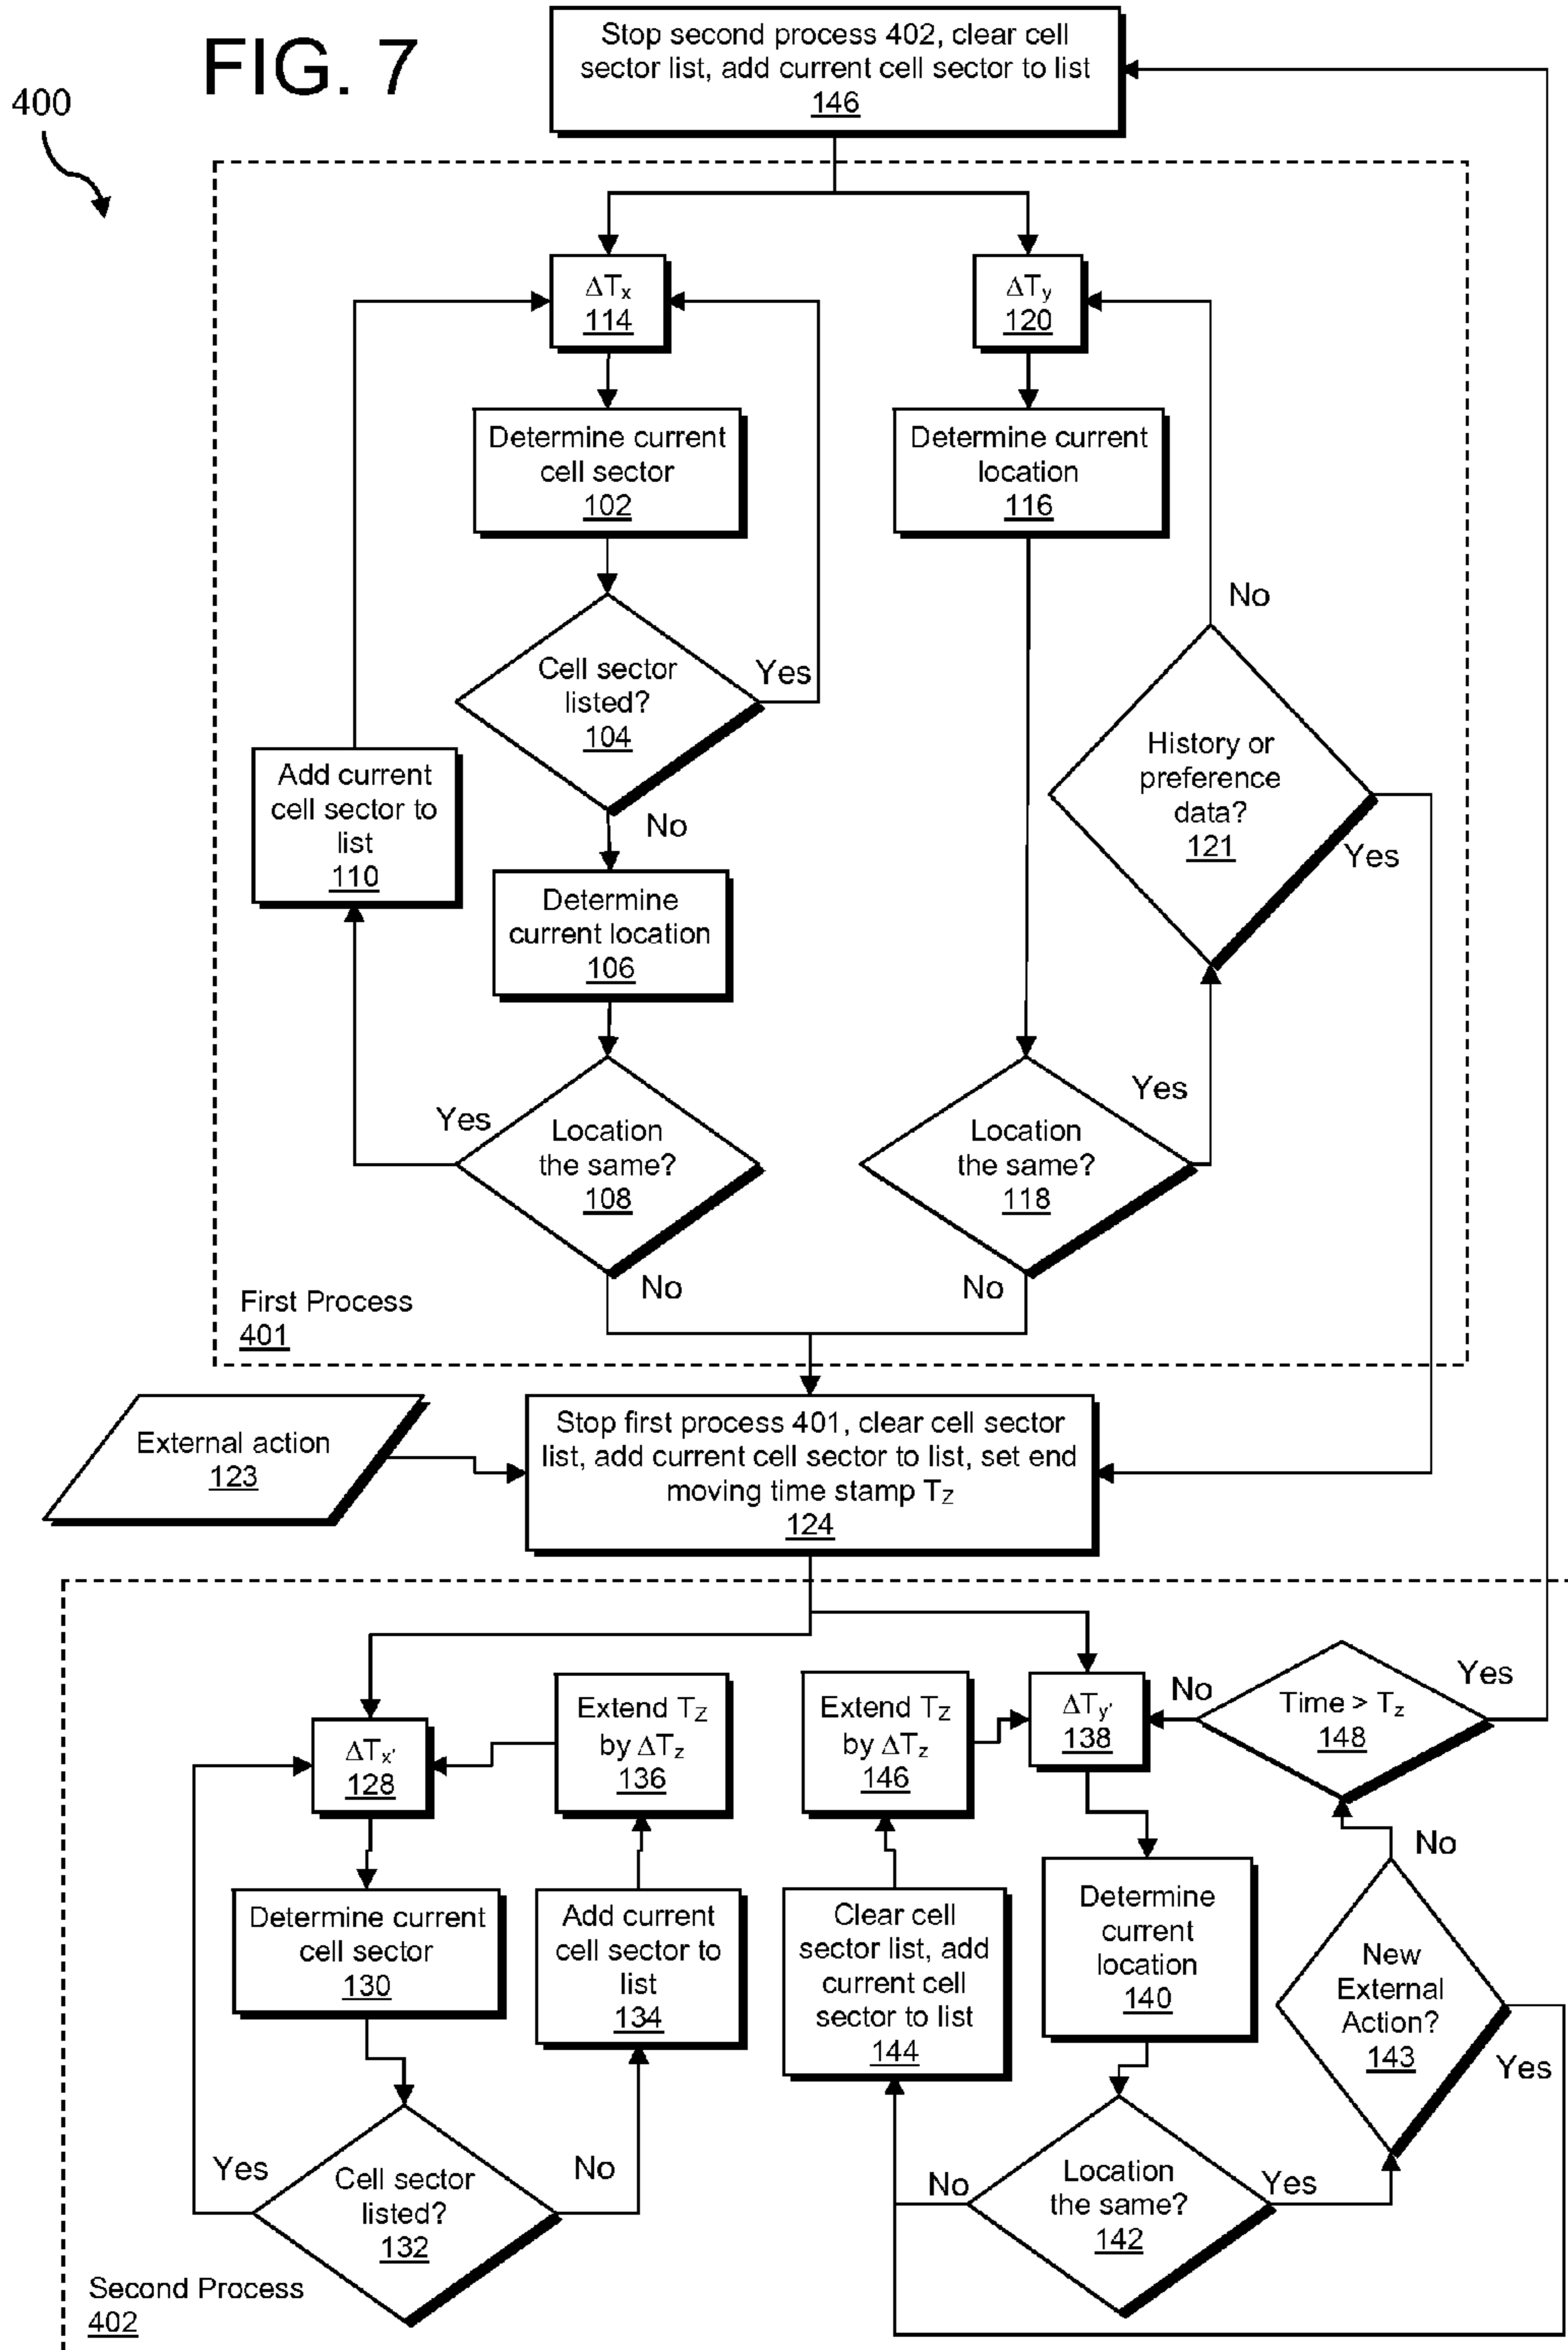 FIG. 7
400
Stop second process 402, clear cell
sector list, add current cell sector to list
146
ΔTx
114
ΔTy
120
Determine current
cell sector
102
Determine current
location
116
No
Cell sector
listed?
104
Yes
History or
preference
data?
121
Yes
Add current
cell sector to
list
110
No
Determine
current location
106
Yes
Location
the same?
108
Yes
Location
the same?
118
No
No
First Process
401
External action
123
Stop first process 401, clear cell sector
list, add current cell sector to list, set end
moving time stamp TZ
124
ΔTx'
128
Extend TZ
by ΔTz
136
Extend TZ
by ΔTz
146
ΔTy'
138
No
Time > Tz
148
Yes
No
Determine current
cell sector
130
Add current
cell sector to
list
134
Clear cell
sector list, add
current cell
sector to list
144
Determine
current
location
140
New
External
Action?
143
Yes
Yes
Cell sector
listed?
132
No
No
Location
the same?
142
Yes
Second Process
402